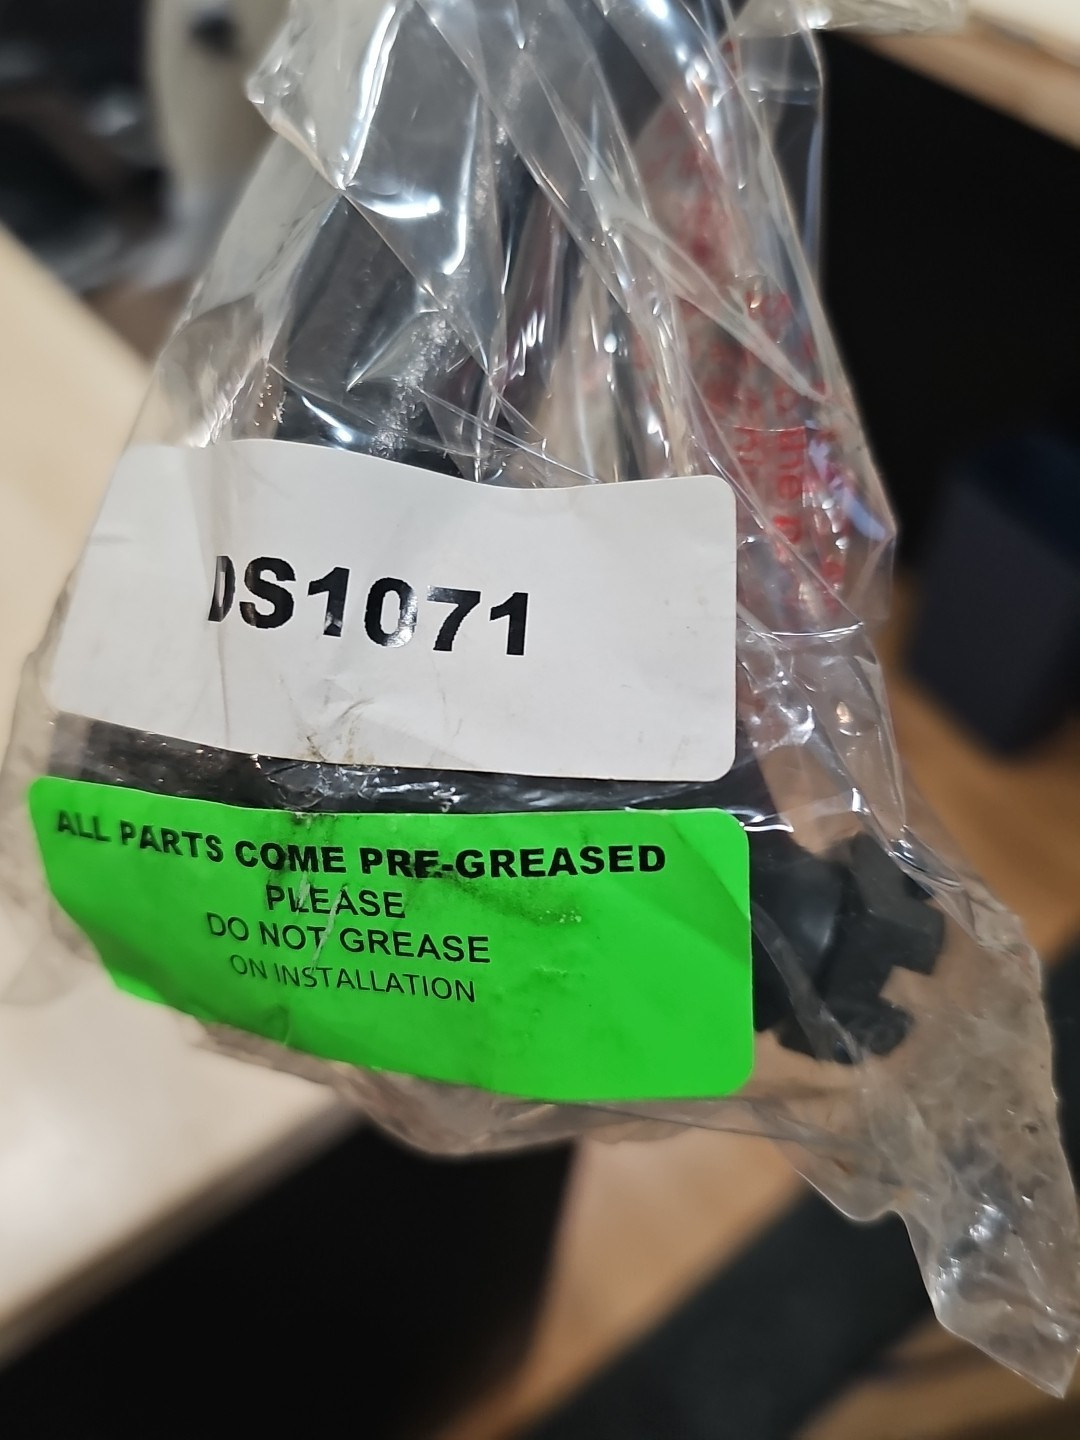 DS1071
ALL PARTS COME PRE-GREASED
PLEASE
DO NOT GREASE
ON INSTALLATION